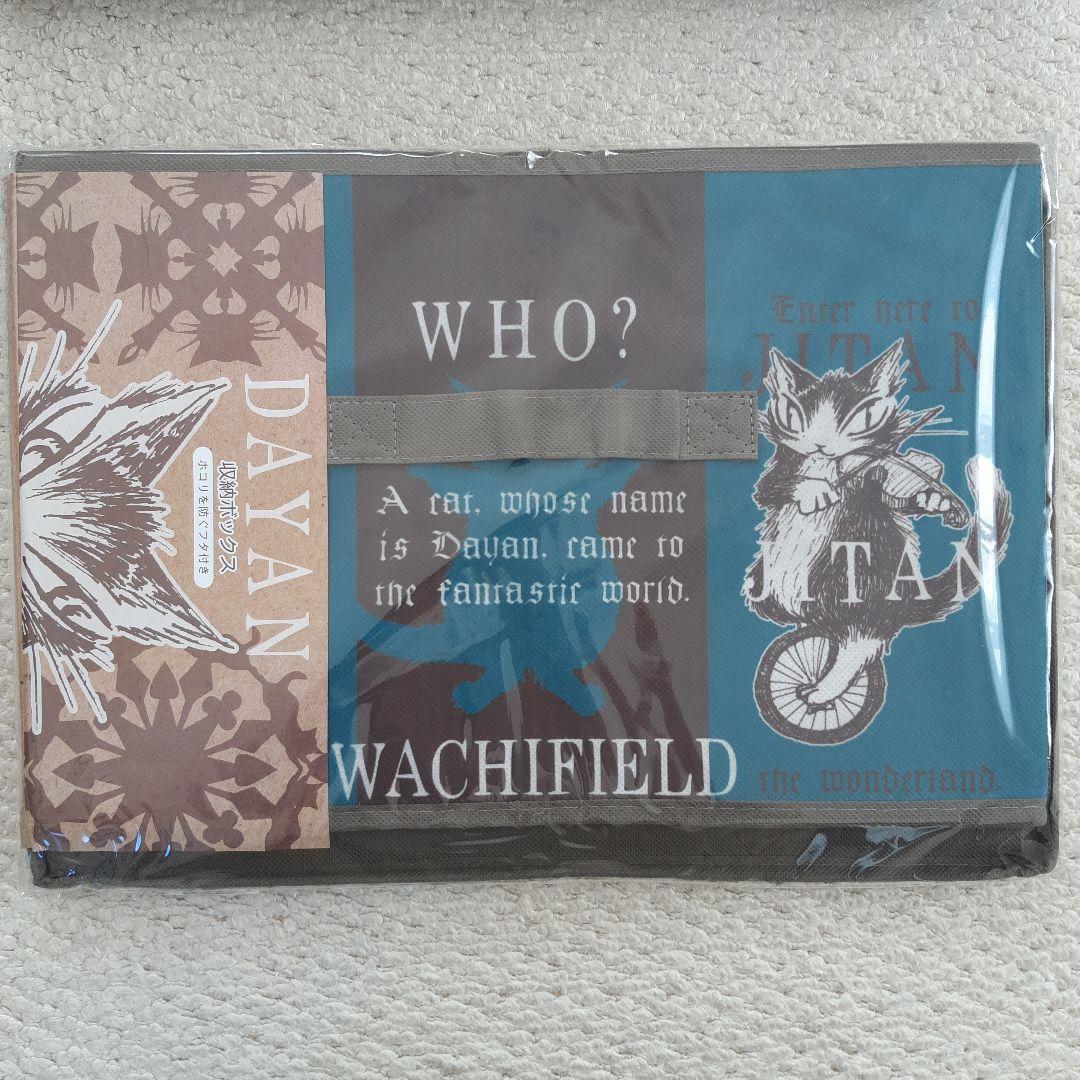 DAYAN
収納ボックス
ホコリを防ぐフタ付き
WHO?
A cat, whose name
is Dayan, came to
the fantastic world.
WACHIFIELD
Enter here to
JITAN
JITAN
the wonderland.